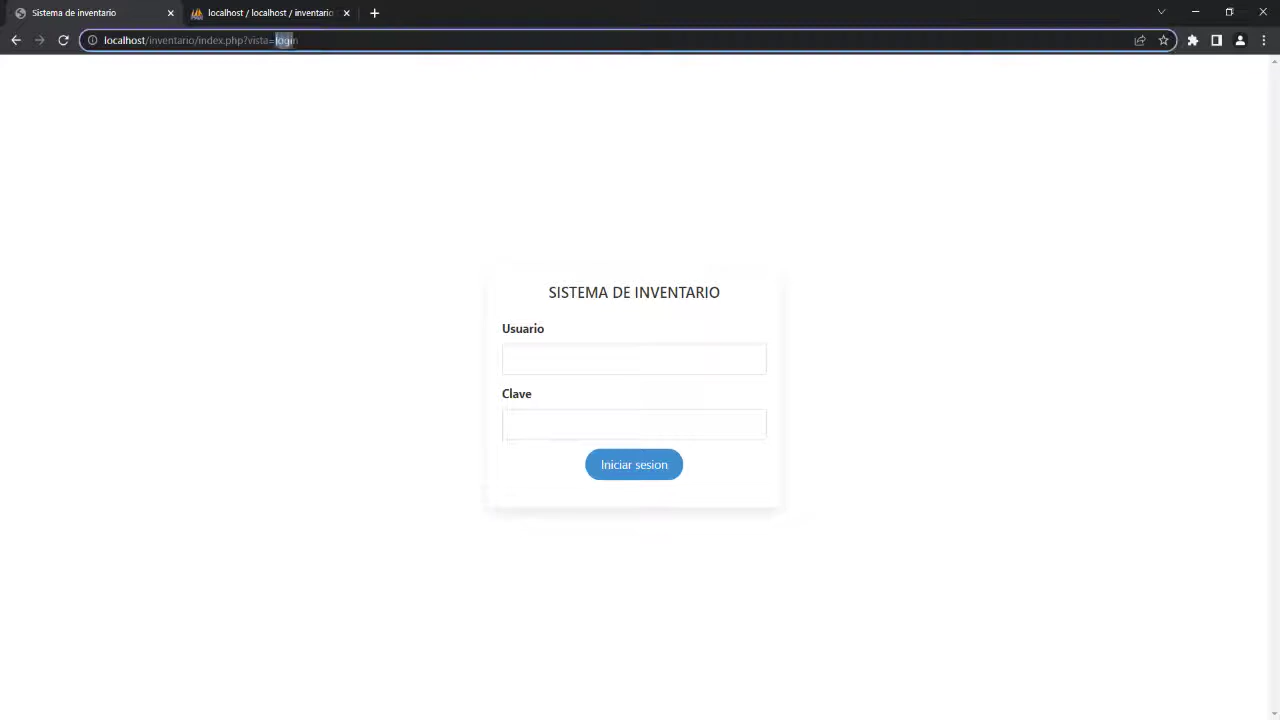 Sistema de inventario
localhost / localhost / inventario
localhost/inventario/index.php?vista=login
SISTEMA DE INVENTARIO
Usuario
Clave
Iniciar sesion